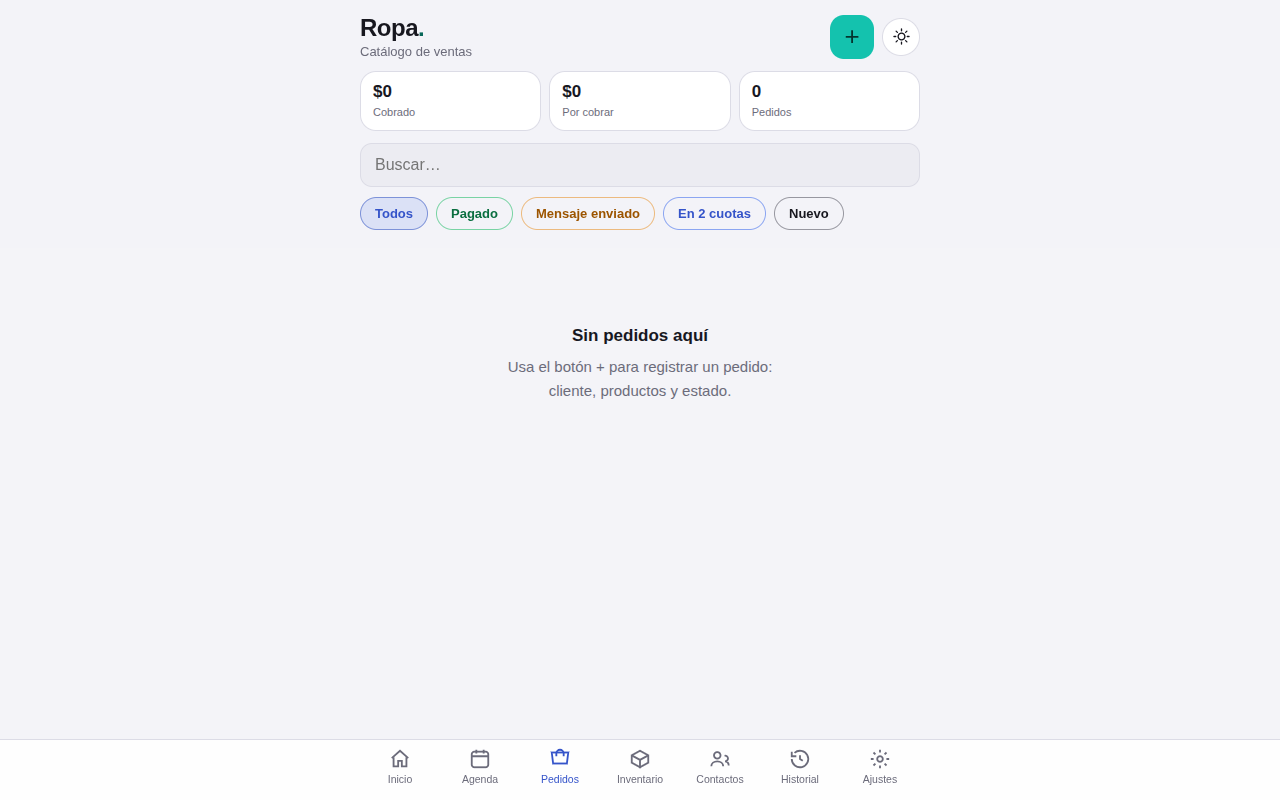 Ropa.
Catálogo de ventas
+
$0
Cobrado
$0
Por cobrar
0
Pedidos
Buscar…
Todos
Pagado
Mensaje enviado
En 2 cuotas
Nuevo
Sin pedidos aquí
Usa el botón + para registrar un pedido:
cliente, productos y estado.
Inicio
Agenda
Pedidos
Inventario
Contactos
Historial
Ajustes